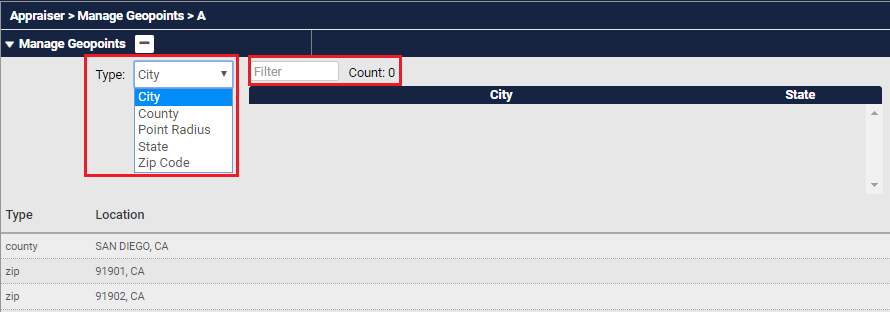 Appraiser > Manage Geopoints > A
Manage Geopoints
Type: City
Filter Count: 0
City State
City
County
Point Radius
State
Zip Code
Type Location
county SAN DIEGO, CA
zip 91901, CA
zip 91902, CA